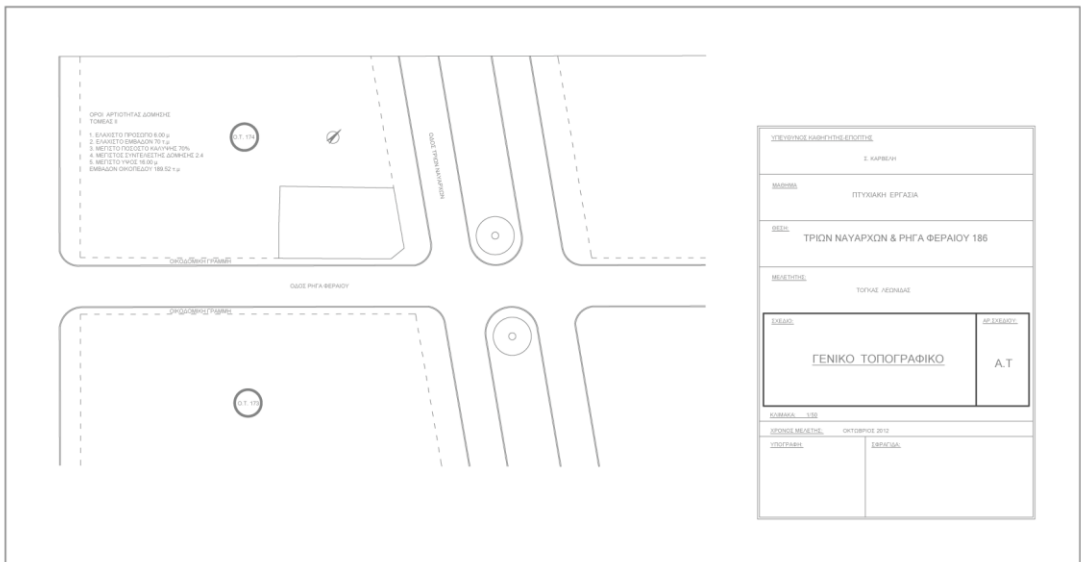 ΟΡΟΙ ΑΡΤΙΟΤΗΤΑΣ ΔΟΜΗΣΗΣ
ΤΟΜΕΑΣ ΙΙ
1. ΕΛΑΧΙΣΤΟ ΠΡΟΣΩΠΟ 8.00 μ
2. ΕΛΑΧΙΣΤΟ ΕΜΒΑΔΟΝ 70 τ.μ
3. ΜΕΓΙΣΤΟ ΠΟΣΟΣΤΟ ΚΑΛΥΨΗΣ 70%
4. ΜΕΓΙΣΤΟΣ ΣΥΝΤΕΛΕΣΤΗΣ ΔΟΜΗΣΗΣ 2.4
5. ΜΕΓΙΣΤΟ ΥΨΟΣ 16.00 μ
ΕΜΒΑΔΟΝ ΟΙΚΟΠΕΔΟΥ 189.52 τ.μ
Ο.Τ. 174
ΟΔΟΣ ΤΡΙΩΝ ΝΑΥΑΡΧΩΝ
ΟΙΚΟΔΟΜΙΚΗ ΓΡΑΜΜΗ
ΟΔΟΣ ΡΗΓΑ ΦΕΡΑΙΟΥ
ΟΙΚΟΔΟΜΙΚΗ ΓΡΑΜΜΗ
Ο.Τ. 173
ΥΠΕΥΘΥΝΟΣ ΚΑΘΗΓΗΤΗΣ-ΕΠΟΠΤΗΣ
Σ. ΚΑΡΒΕΛΗ
ΜΑΘΗΜΑ
ΠΤΥΧΙΑΚΗ ΕΡΓΑΣΙΑ
ΘΕΣΗ:
ΤΡΙΩΝ ΝΑΥΑΡΧΩΝ & ΡΗΓΑ ΦΕΡΑΙΟΥ 186
ΜΕΛΕΤΗΤΗΣ:
ΤΟΓΚΑΣ ΛΕΩΝΙΔΑΣ
ΣΧΕΔΙΟ:
ΑΡ ΣΧΕΔΙΟΥ:
ΓΕΝΙΚΟ ΤΟΠΟΓΡΑΦΙΚΟ
Α.Τ
ΚΛΙΜΑΚΑ: 1/50
ΧΡΟΝΟΣ ΜΕΛΕΤΗΣ: ΟΚΤΩΒΡΙΟΣ 2012
ΥΠΟΓΡΑΦΗ:
ΣΦΡΑΓΙΔΑ: